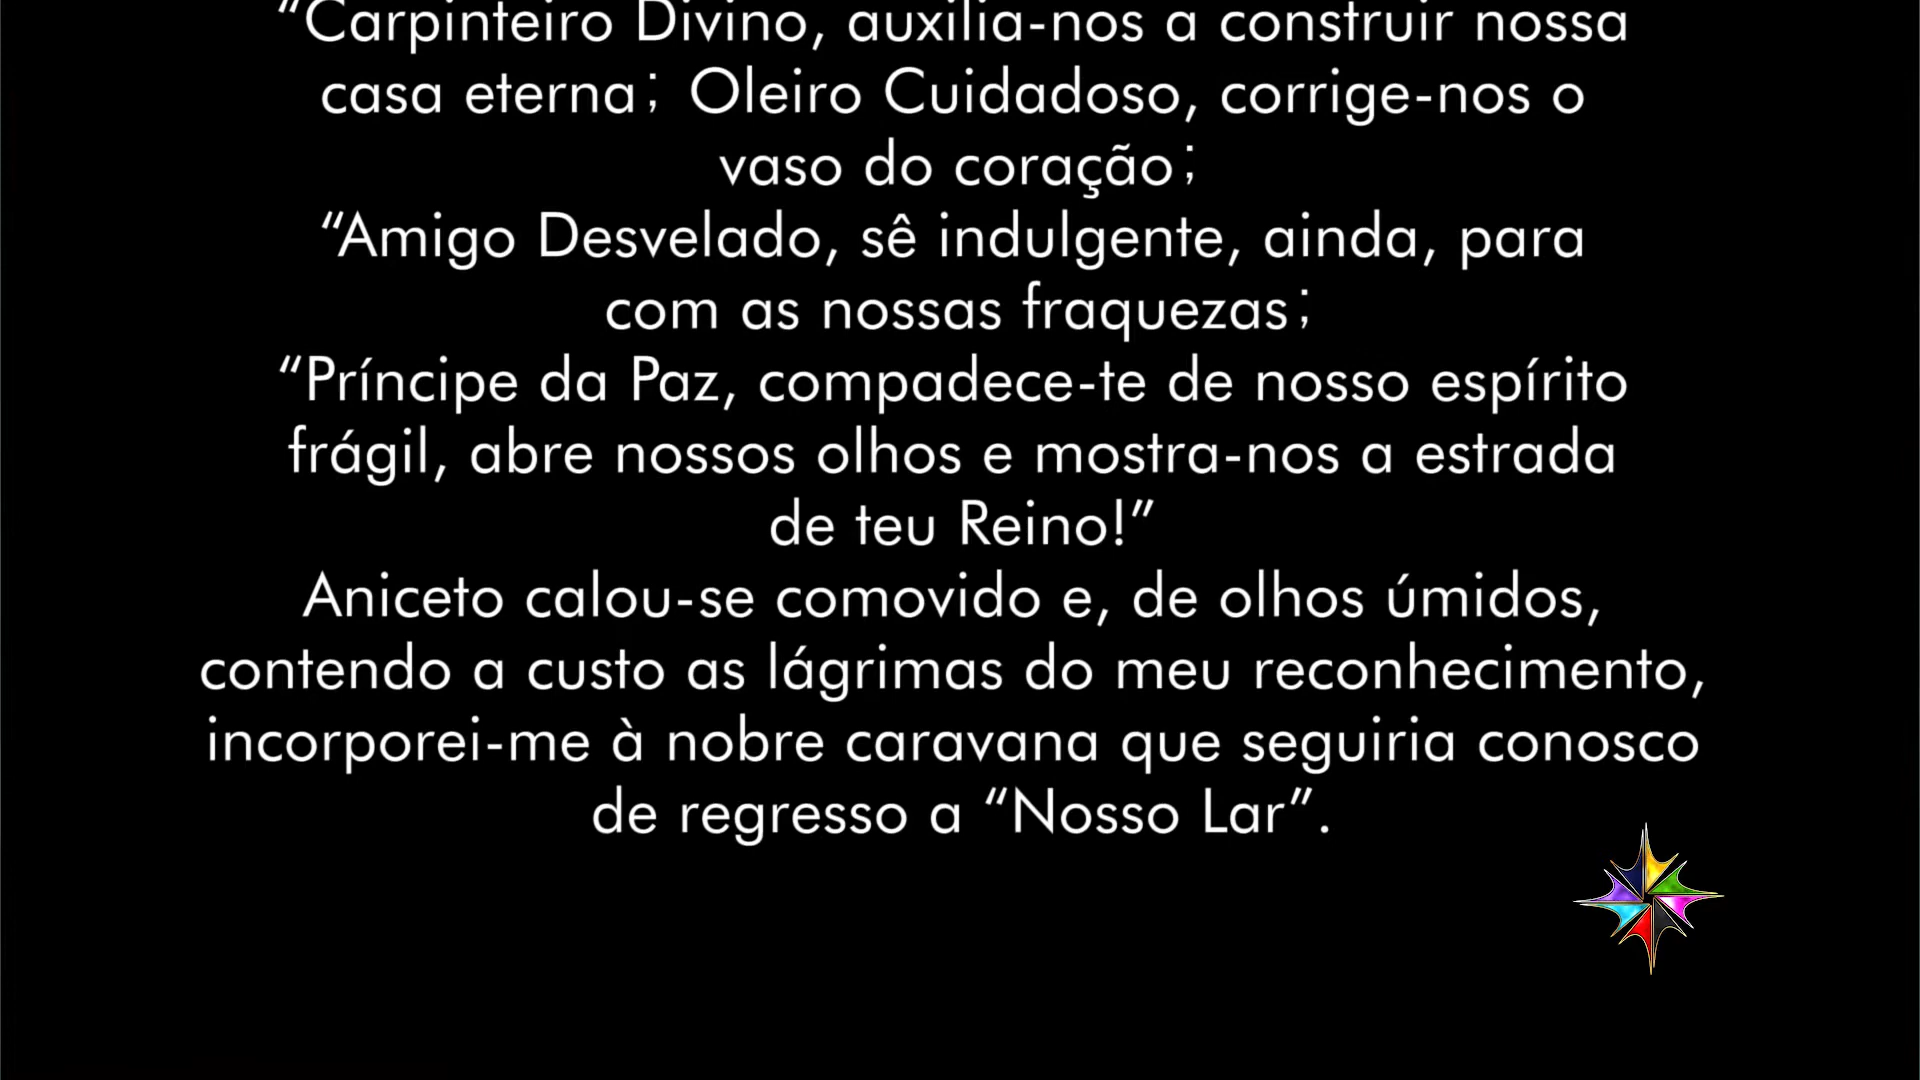 “Carpinteiro Divino, auxilia-nos a construir nossa
casa eterna; Oleiro Cuidadoso, corrige-nos o
vaso do coração;
“Amigo Desvelado, sê indulgente, ainda, para
com as nossas fraquezas;
“Príncipe da Paz, compadece-te de nosso espírito
frágil, abre nossos olhos e mostra-nos a estrada
de teu Reino!”
Aniceto calou-se comovido e, de olhos úmidos,
contendo a custo as lágrimas do meu reconhecimento,
incorporei-me à nobre caravana que seguiria conosco
de regresso a “Nosso Lar”.